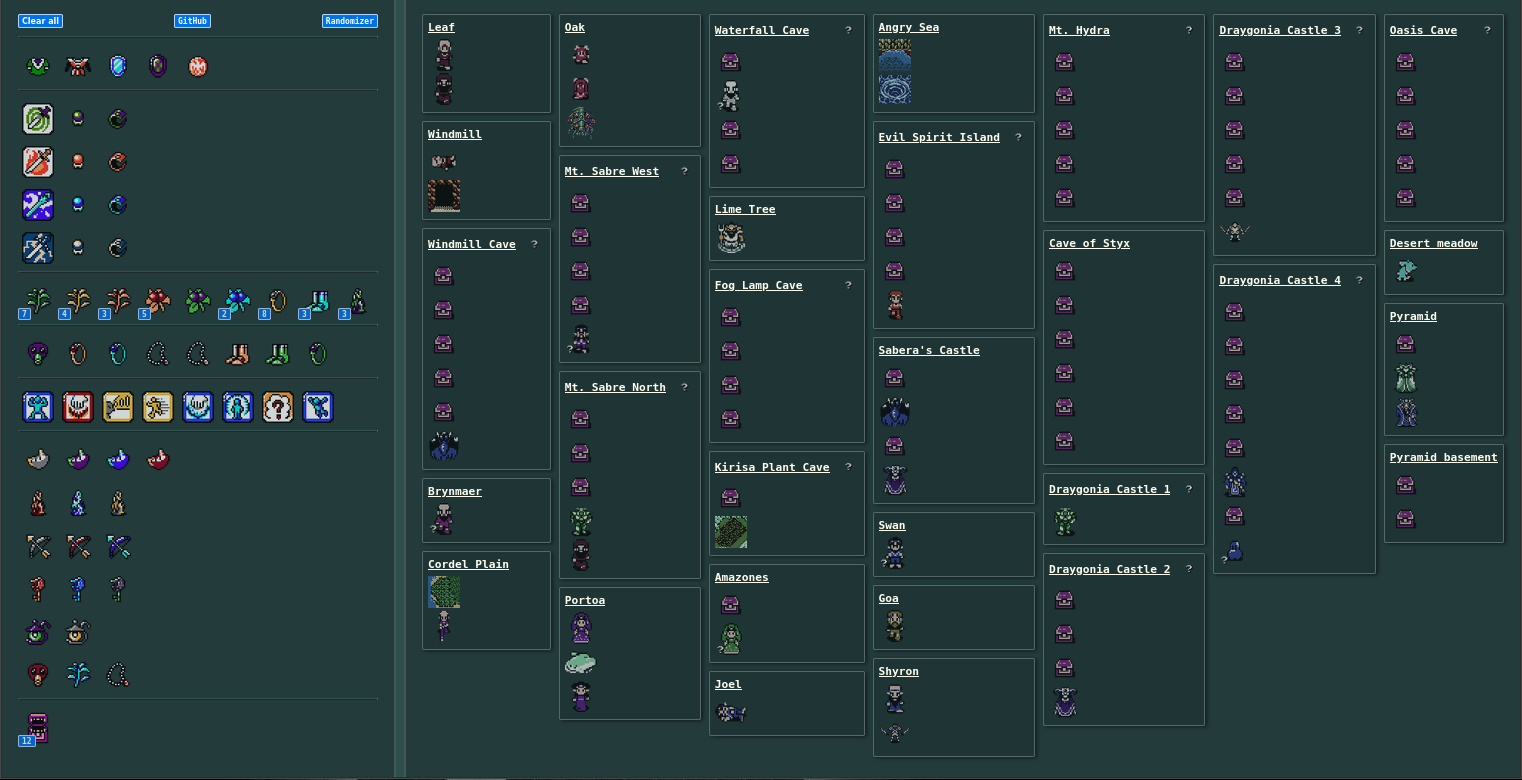 Clear all
GitHub
Randomizer
7
4
3
5
2
8
3
3
12
Leaf
Windmill
Windmill Cave ?
Brynmaer
?
Cordel Plain
Oak
Mt. Sabre West ?
?
Mt. Sabre North ?
Portoa
Waterfall Cave ?
?
Lime Tree
Fog Lamp Cave ?
Kirisa Plant Cave ?
Amazones
?
Joel
Angry Sea
Evil Spirit Island ?
Sabera's Castle
Swan
?
Goa
Shyron
Mt. Hydra ?
Cave of Styx
Draygonia Castle 1 ?
Draygonia Castle 2 ?
Draygonia Castle 3 ?
Draygonia Castle 4 ?
?
Oasis Cave ?
Desert meadow
Pyramid
Pyramid basement